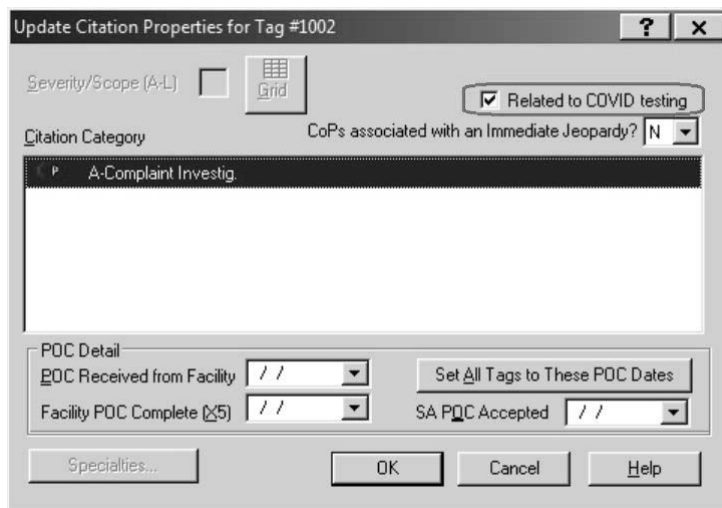 Update Citation Properties for Tag #1002 ? X
Severity/Scope (A-L)
Grid
Related to COVID testing
Citation Category
CoPs associated with an Immediate Jeopardy? N
P A-Complaint Investig.
POC Detail
POC Received from Facility / /
Set All Tags to These POC Dates
Facility POC Complete (X5) / /
SA POC Accepted / /
Specialties...
OK Cancel Help